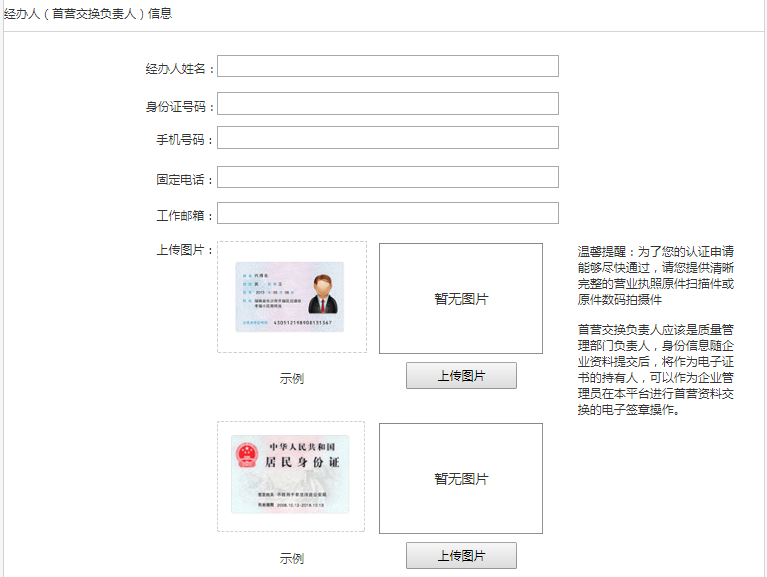 经办人（首营交换负责人）信息
经办人姓名：
身份证号码：
手机号码：
固定电话：
工作邮箱：
上传图片：
430512198908131567
示例
暂无图片
上传图片
温馨提醒：为了您的认证申请
能够尽快通过，请您提供清晰
完整的营业执照原件扫描件或
原件数码拍摄件
首营交换负责人应该是质量管
理部门负责人，身份信息随企
业资料提交后，将作为电子证
书的持有人，可以作为企业管
理员在本平台进行首营资料交
换的电子签章操作。
中华人民共和国
居民身份证
2008.10.13-2018.10.13
示例
暂无图片
上传图片